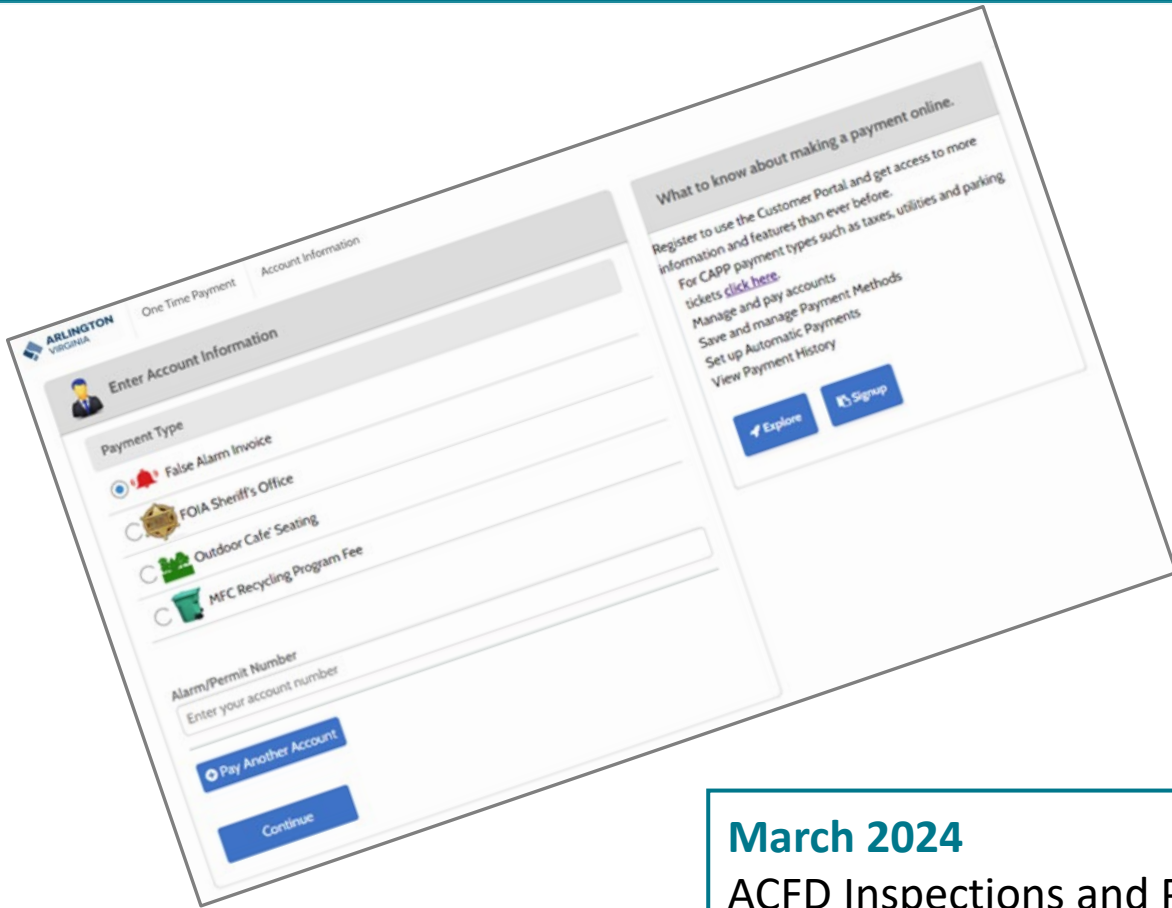 ARLINGTON
VIRGINIA
One Time Payment
Account Information
Enter Account Information
Payment Type
False Alarm Invoice
FOIA Sheriff's Office
Outdoor Cafe' Seating
MFC Recycling Program Fee
Alarm/Permit Number
Enter your account number
Pay Another Account
Continue
What to know about making a payment online.
Register to use the Customer Portal and get access to more
information and features than ever before.
For CAPP payment types such as taxes, utilities and parking
tickets click here.
Manage and pay accounts
Save and manage Payment Methods
Set up Automatic Payments
View Payment History
Explore
Signup
March 2024
ACFD Inspections and